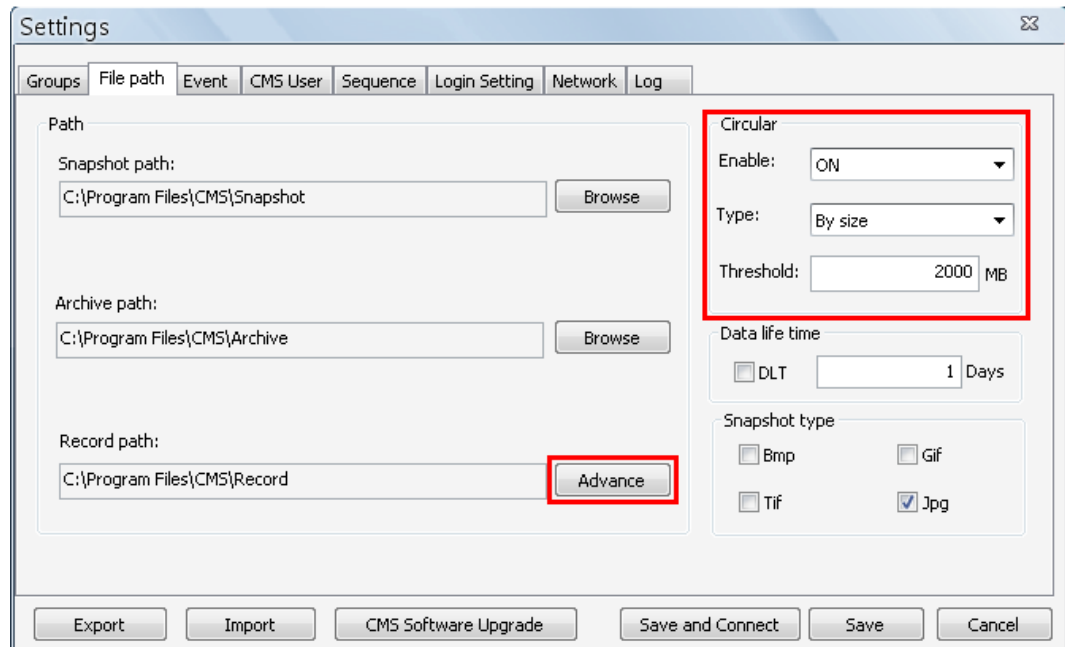 Settings
Groups File path Event CMS User Sequence Login Setting Network Log
Path
Snapshot path:
C:\Program Files\CMS\Snapshot Browse
Archive path:
C:\Program Files\CMS\Archive Browse
Record path:
C:\Program Files\CMS\Record Advance
Circular
Enable: ON
Type: By size
Threshold: 2000 MB
Data life time
DLT 1 Days
Snapshot type
Bmp Gif
Tif Jpg
Export Import CMS Software Upgrade Save and Connect Save Cancel